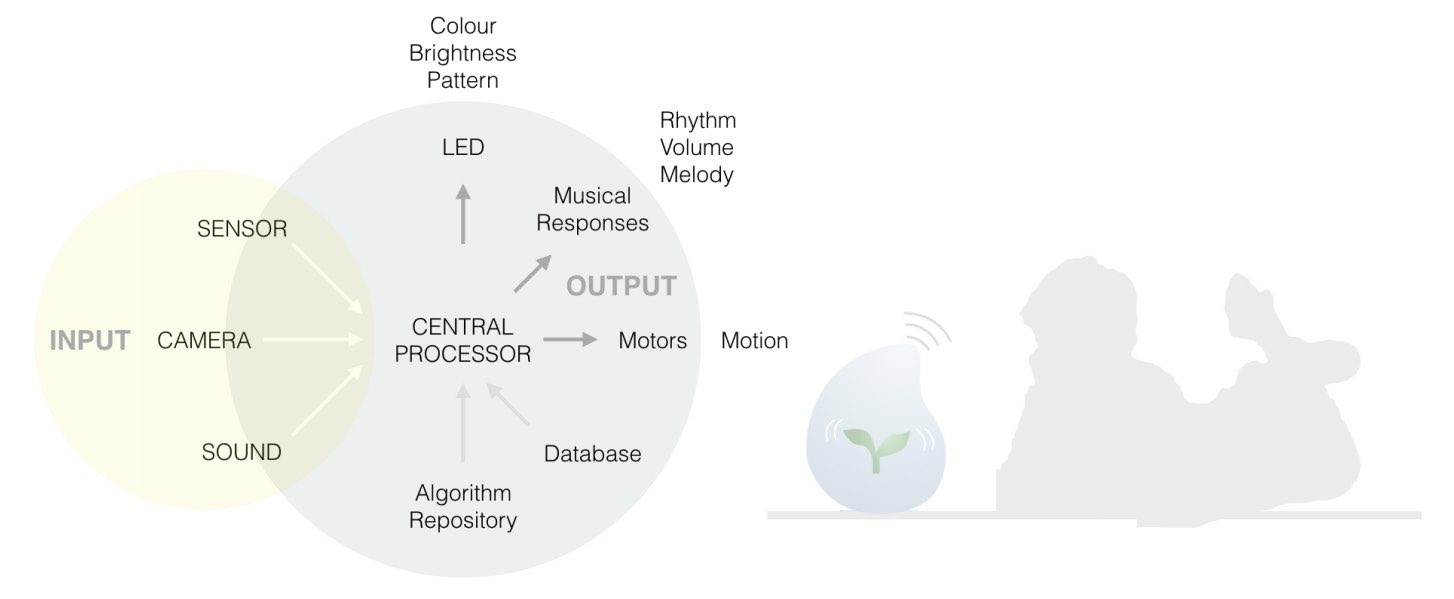 Colour
Brightness
Pattern
LED
Rhythm
Volume
Melody
Musical
Responses
SENSOR
OUTPUT
INPUT
CAMERA
CENTRAL
PROCESSOR
Motors
Motion
SOUND
Database
Algorithm
Repository